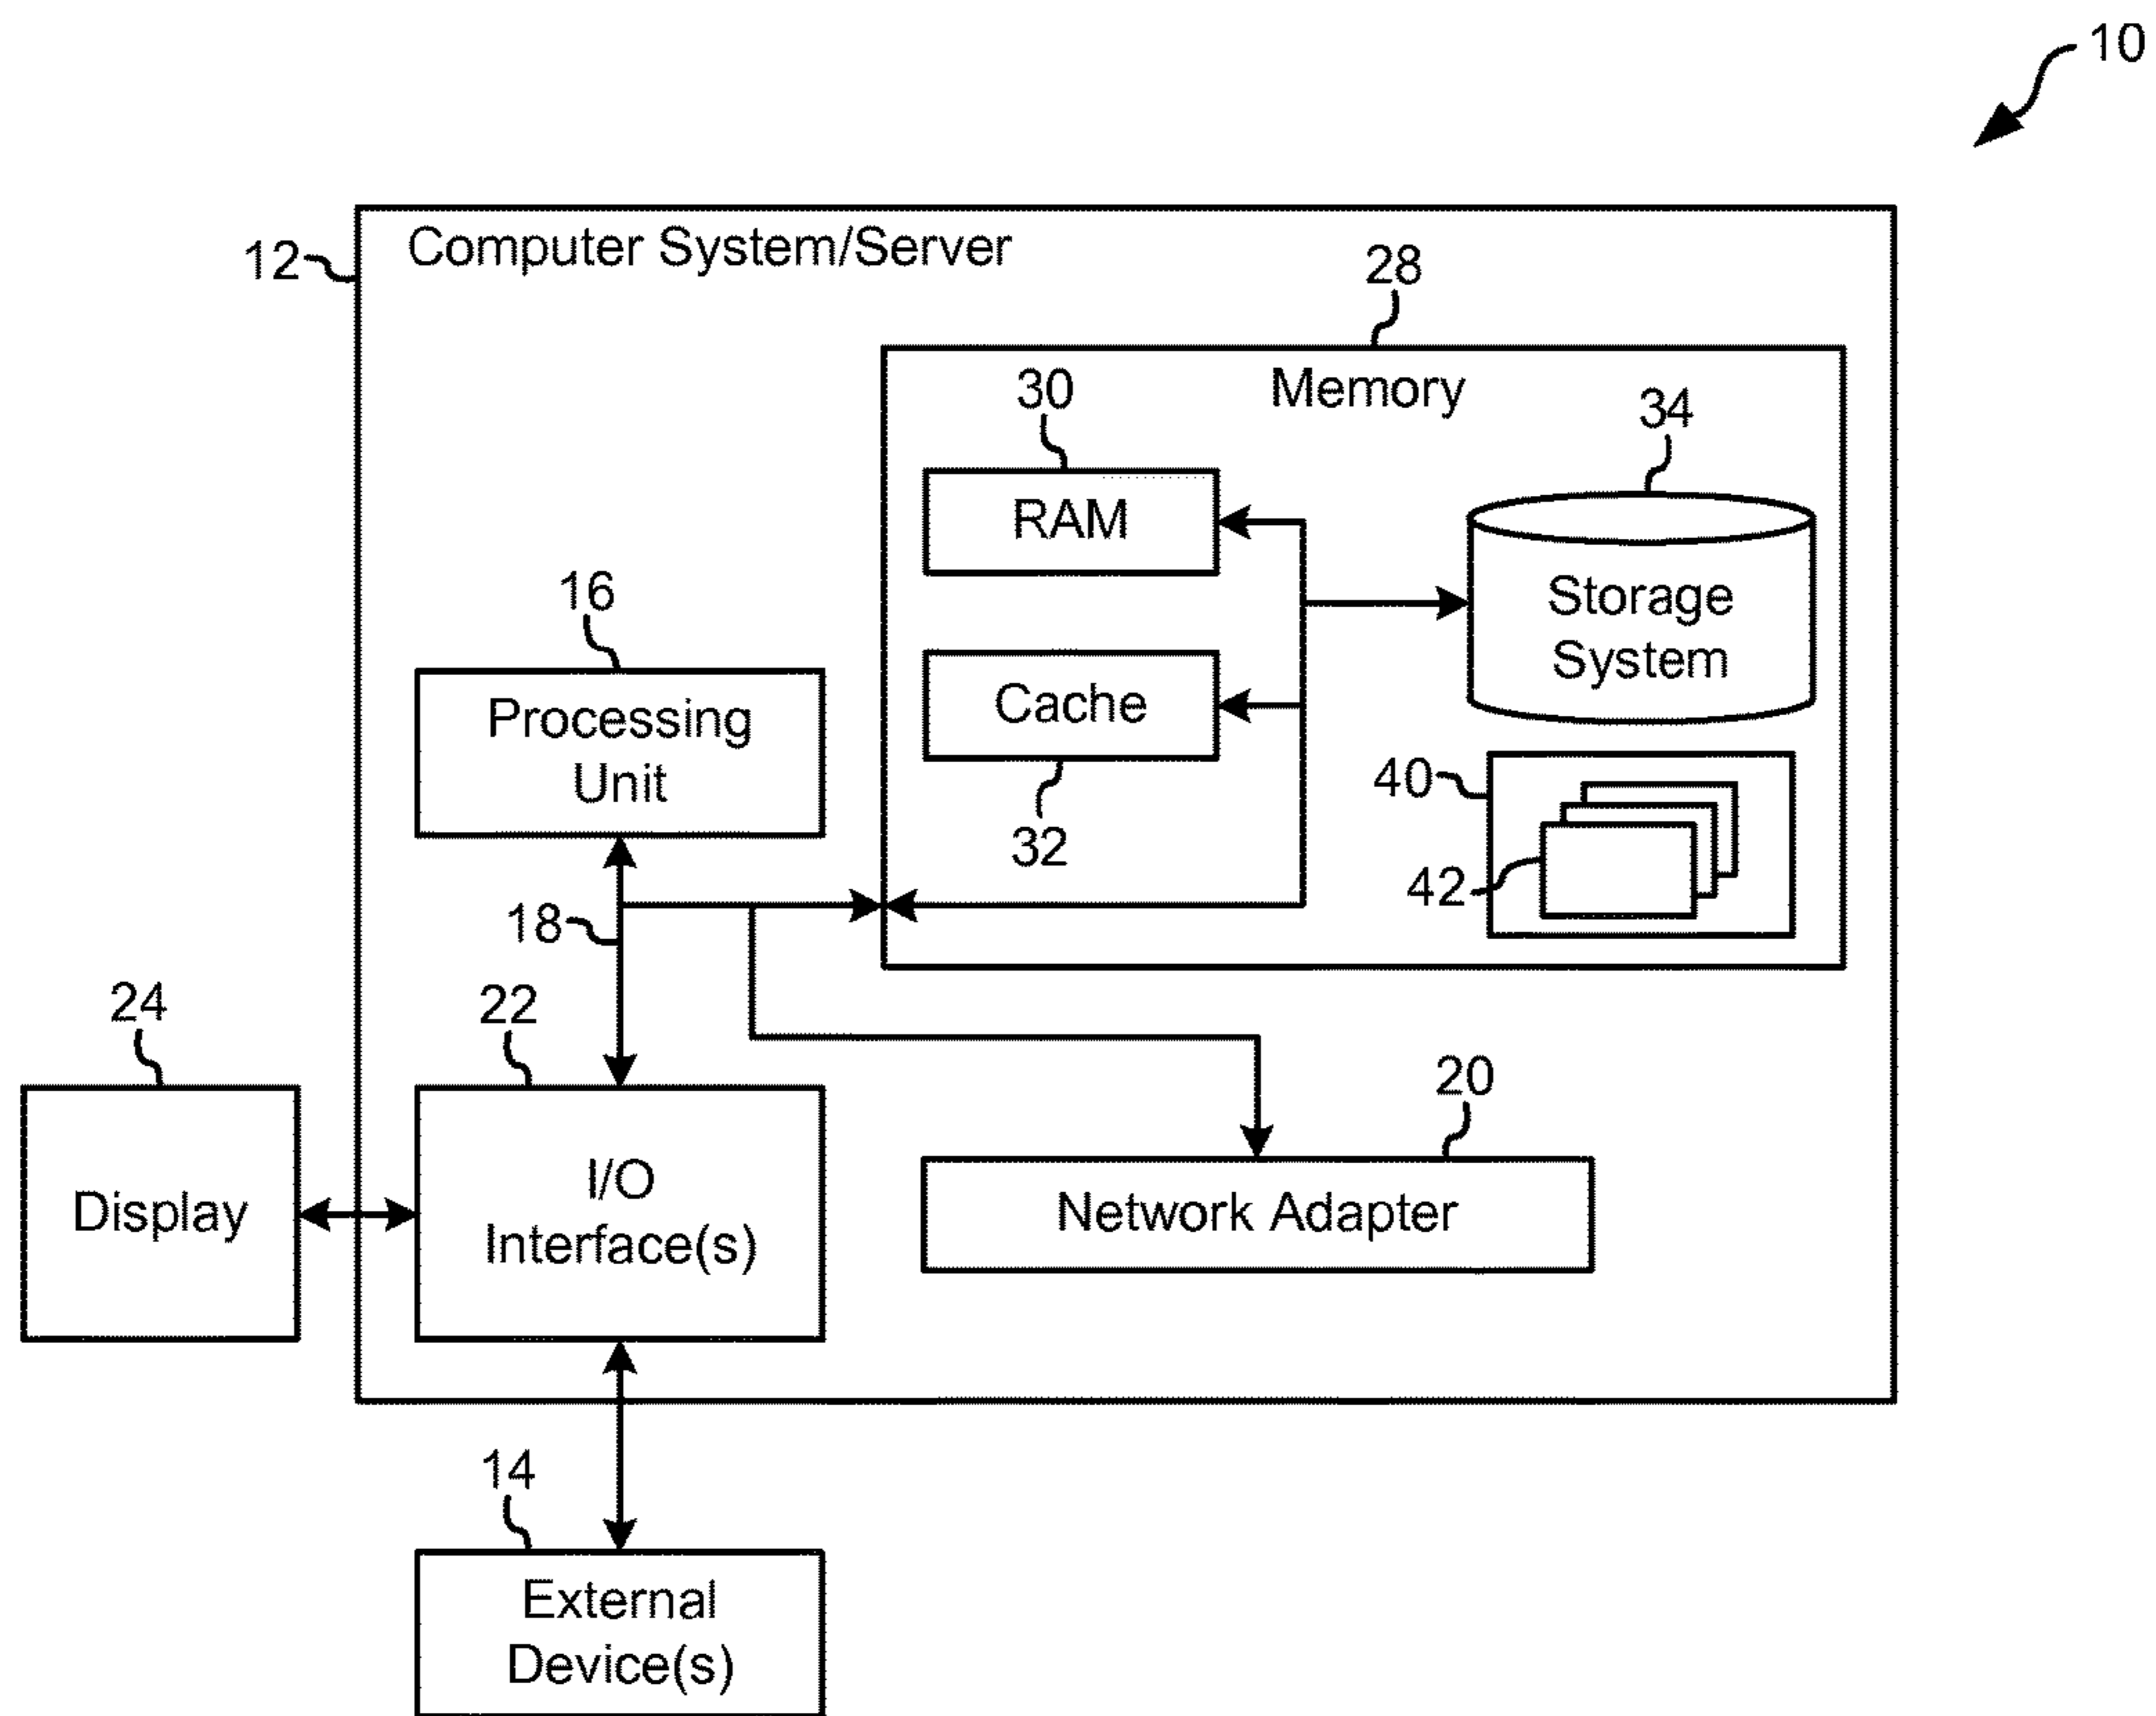 10
12
Computer System/Server
28
Memory
30
RAM
34
Storage
System
16
Processing
Unit
Cache
32
40
42
18
24
Display
22
I/O
Interface(s)
20
Network Adapter
14
External
Device(s)